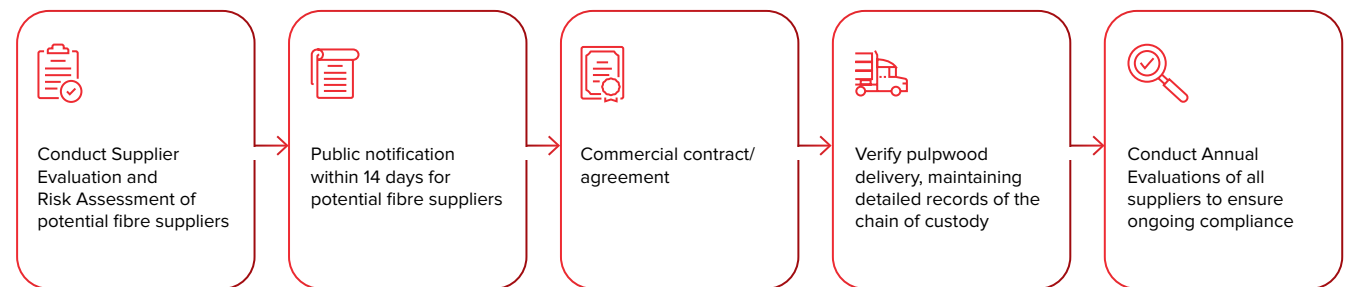 Conduct Supplier
Evaluation and
Risk Assessment of
potential fibre suppliers
Public notification
within 14 days for
potential fibre suppliers
Commercial contract/
agreement
Verify pulpwood
delivery, maintaining
detailed records of the
chain of custody
Conduct Annual
Evaluations of all
suppliers to ensure
ongoing compliance